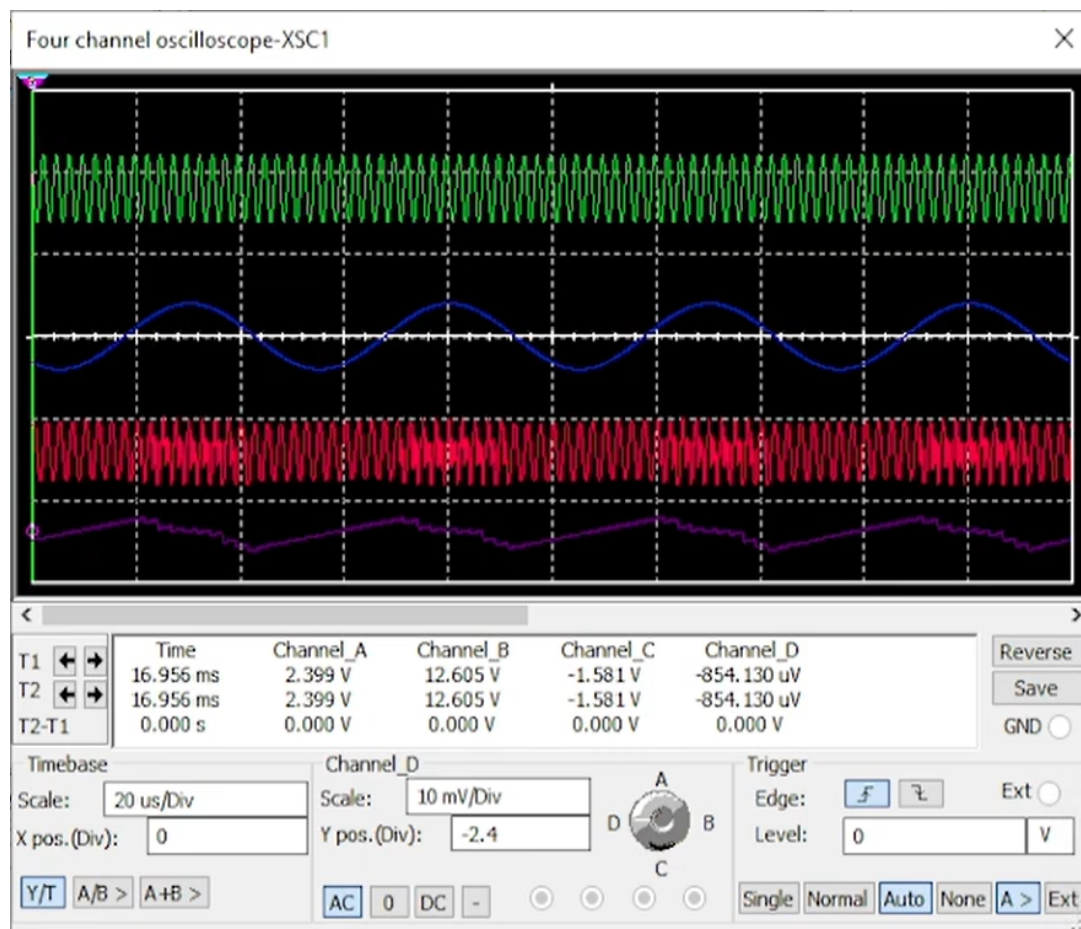 Four channel oscilloscope-XSC1
Time Channel_A Channel_B Channel_C Channel_D
T1 16.956 ms 2.399 V 12.605 V -1.581 V -854.130 uV
T2 16.956 ms 2.399 V 12.605 V -1.581 V -854.130 uV
T2-T1 0.000 s 0.000 V 0.000 V 0.000 V 0.000 V
Reverse
Save
GND
Timebase
Scale: 20 us/Div
X pos.(Div): 0
Y/T A/B > A+B >
Channel_D
Scale: 10 mV/Div
Y pos.(Div): -2.4
AC 0 DC -
A
D B
C
Trigger
Edge: Ext
Level: 0 V
Single Normal Auto None A > Ext